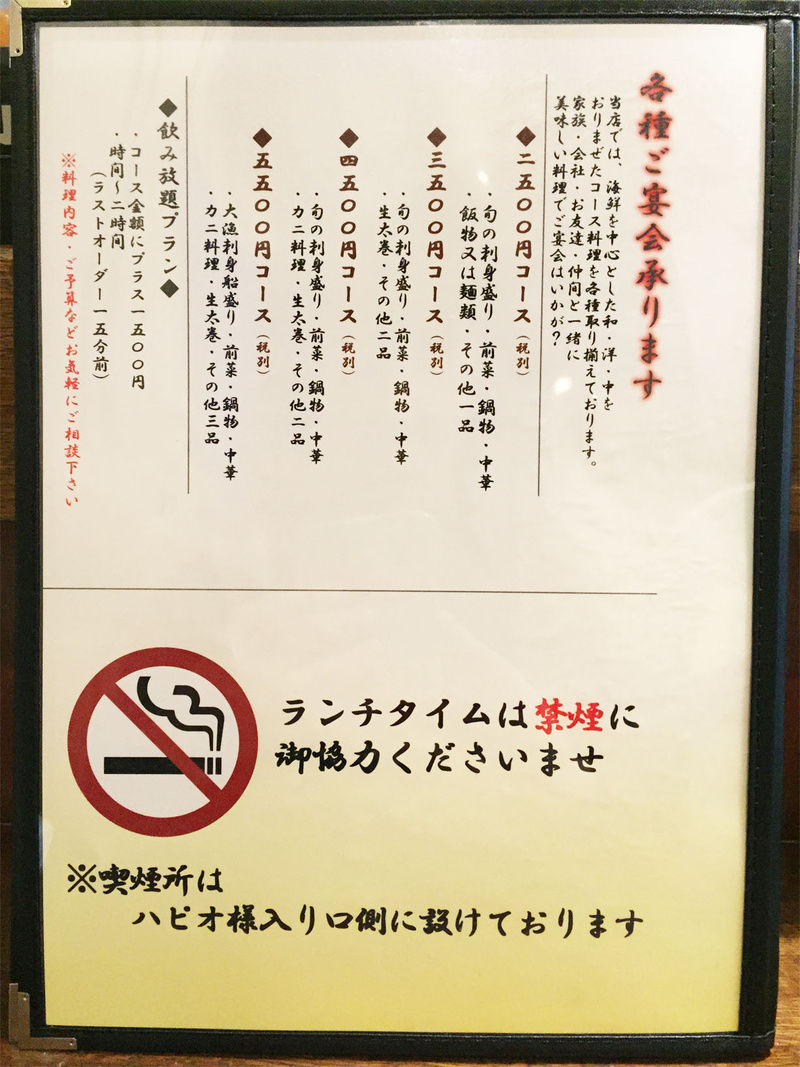 各種ご宴会承ります
当店では、海鮮を中心とした和・洋・中を
おりまぜたコース料理を各種取り揃えております。
家族・会社・お友達・仲間と一緒に
美味しい料理でご宴会はいかが?
◆二五〇〇円コース(税別)
・旬の刺身盛り・前菜・鍋物・中華
・飯物又は麺類・その他一品
◆三五〇〇円コース(税別)
・旬の刺身盛り・前菜・鍋物・中華
・生太巻・その他二品
◆四五〇〇円コース(税別)
・旬の刺身盛り・前菜・鍋物・中華
・カニ料理・生太巻・その他二品
◆五五〇〇円コース(税別)
・大漁刺身船盛り・前菜・鍋物・中華
・カニ料理・生太巻・その他三品
◆飲み放題プラン◆
・コース金額にプラス一五〇〇円
・時間～二時間
(ラストオーダー一五分前)
※料理内容・ご予算などお気軽にご相談下さい
ランチタイムは禁煙に
御協力くださいませ
※喫煙所は
ハピオ様入り口側に設けております